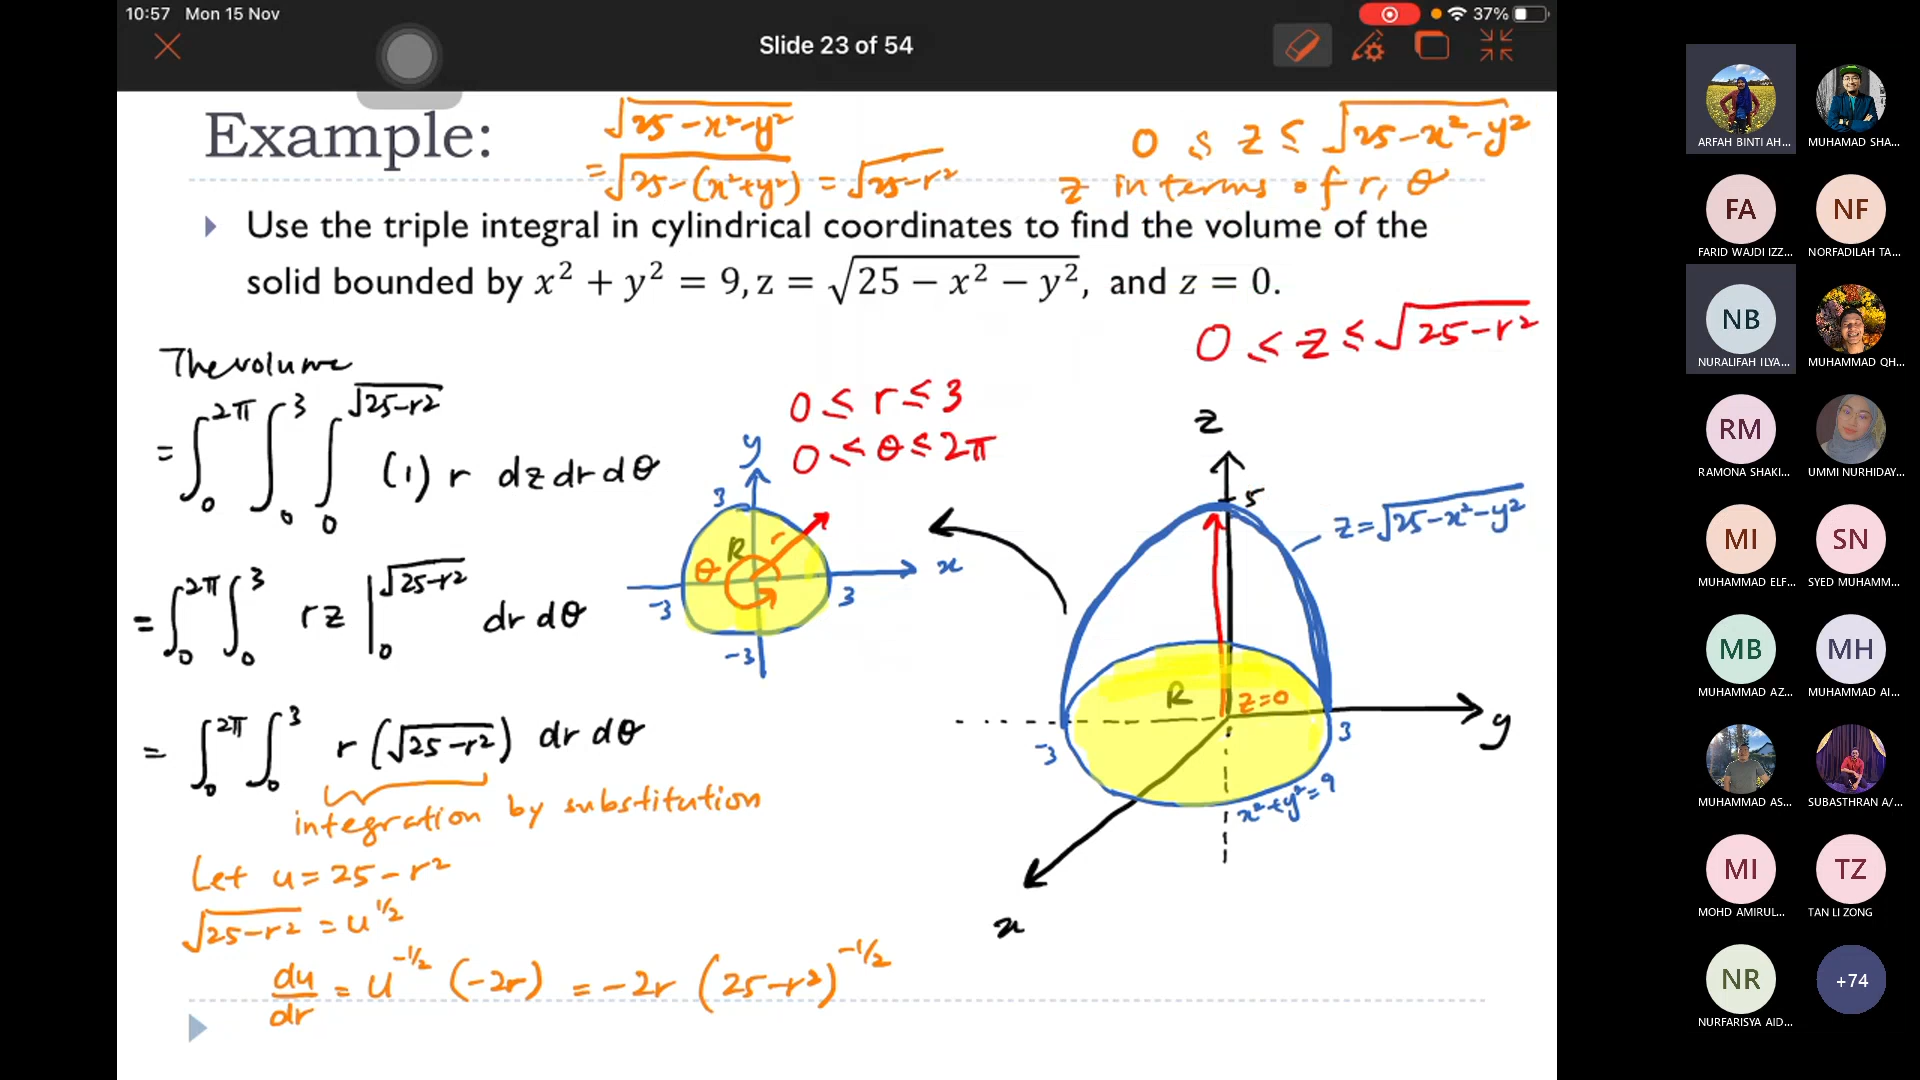 10:57 Mon 15 Nov
37%
Slide 23 of 54
Example:
√(25-x²-y²)
=√(25-(x²+y²)) = √(25-r²)
0 ≤ z ≤ √(25-x²-y²)
z in terms of r, θ
Use the triple integral in cylindrical coordinates to find the volume of the
solid bounded by x² + y² = 9, z = √(25 − x² − y²), and z = 0.
0 ≤ z ≤ √(25-r²)
The volume
= ∫₀^2π ∫₀^3 ∫₀^√(25-r²) (1) r dz dr dθ
0 ≤ r ≤ 3
0 ≤ θ ≤ 2π
y
3
R
r
θ
x
-3
3
-3
z
5
z=√(25-x²-y²)
R
z=0
y
-3
3
x²+y²=9
x
= ∫₀^2π ∫₀^3 rz |₀^√(25-r²) dr dθ
= ∫₀^2π ∫₀^3 r (√(25-r²)) dr dθ
integration by substitution
Let u = 25-r²
√(25-r²) = u^1/2
du/dr = u^-1/2 (-2r) = -2r (25-r²)^-1/2
ARFAH BINTI AH...
MUHAMAD SHA...
FA
FARID WAJDI IZZ...
NF
NORFADILAH TA...
NB
NURALIFAH ILYA...
MUHAMMAD QH...
RM
RAMONA SHAKI...
UMMI NURHIDAY...
MI
MUHAMMAD ELF...
SN
SYED MUHAMM...
MB
MUHAMMAD AZ...
MH
MUHAMMAD AI...
MUHAMMAD AS...
SUBASTHRAN A/...
MI
MOHD AMIRUL...
TZ
TAN LI ZONG
NR
NURFARISYA AID...
+74